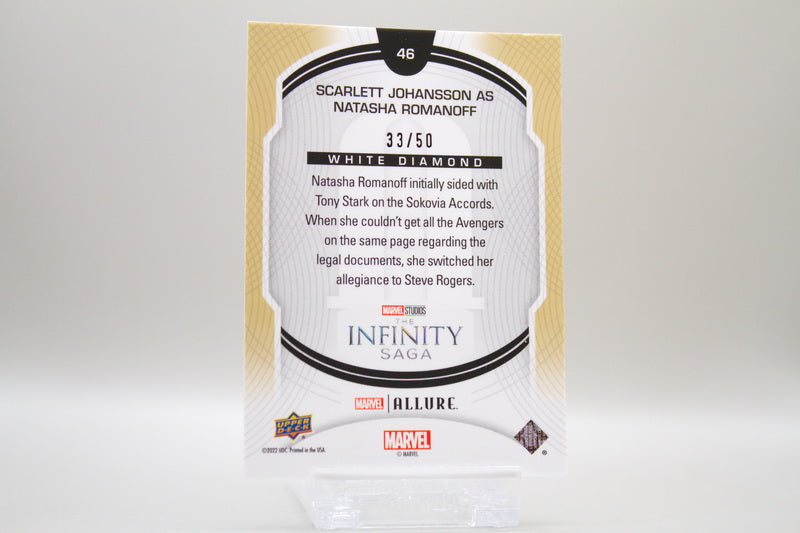 46
SCARLETT JOHANSSON AS
NATASHA ROMANOFF
33/50
WHITE DIAMOND
Natasha Romanoff initially sided with
Tony Stark on the Sokovia Accords.
When she couldn't get all the Avengers
on the same page regarding the
legal documents, she switched her
allegiance to Steve Rogers.
MARVEL STUDIOS
THE
INFINITY
SAGA
MARVEL | ALLURE.
UPPER
DECK
MARVEL
©2022 UDC. Printed in the USA.
© MARVEL